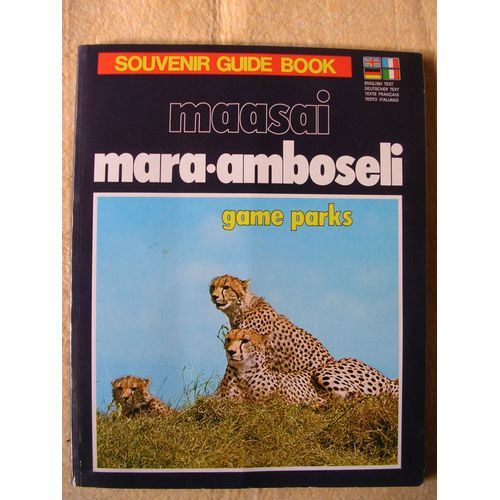 SOUVENIR GUIDE BOOK
ENGLISH TEXT
DEUTSCHER TEXT
TEXTE FRANÇAIS
TESTO ITALIANO
maasai
mara·amboseli
game parks